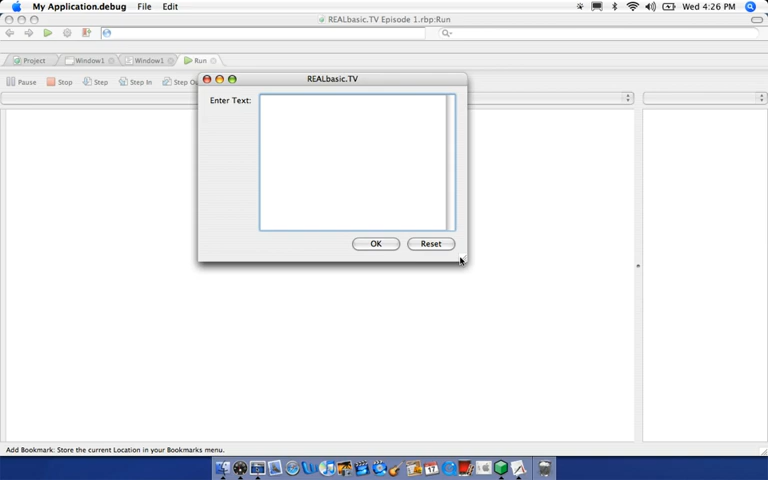 My Application.debug File Edit Wed 4:26 PM
REALbasic.TV Episode 1.rbp:Run
Project Window1 Window1 Run
Pause Stop Step Step In Step
REALbasic.TV
Enter Text:
OK Reset
Add Bookmark: Store the current Location in your Bookmarks menu.
17